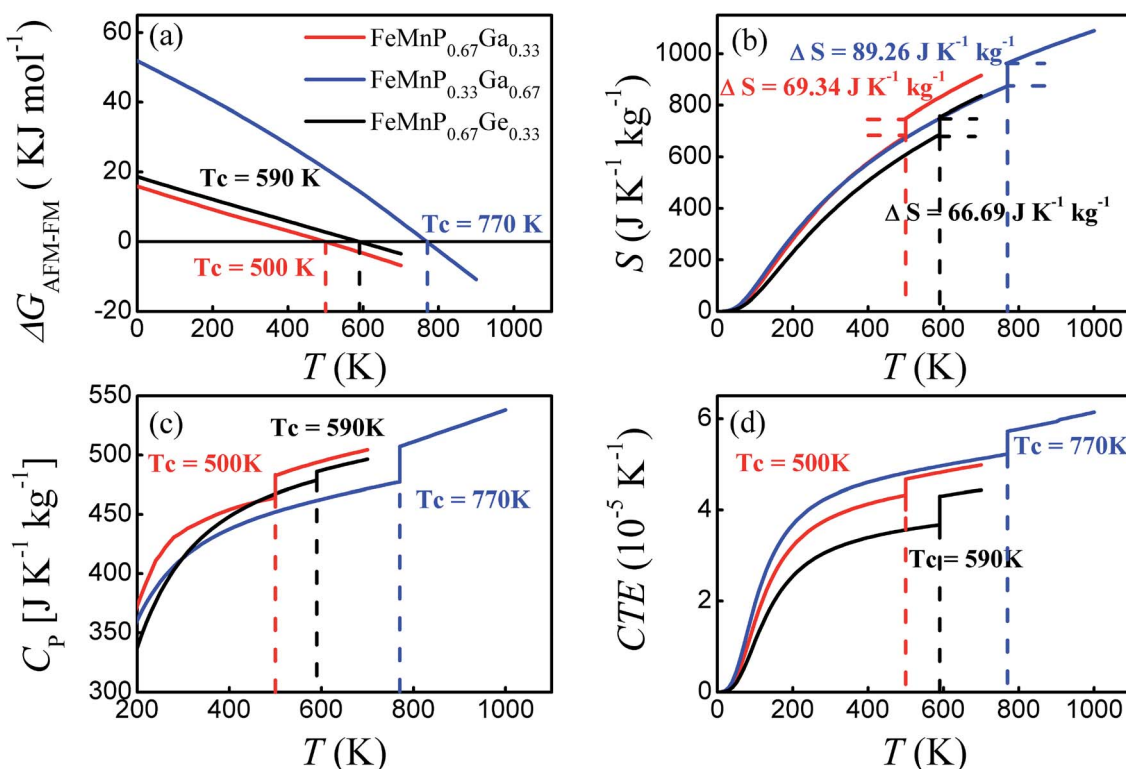 (a)
FeMnP0.67Ga0.33
FeMnP0.33Ga0.67
FeMnP0.67Ge0.33
Tc = 590 K
Tc = 770 K
Tc = 500 K
60
40
20
0
-20
0 200 400 600 800 1000
ΔG AFM-FM ( KJ mol-1)
T (K)
(b)
Δ S = 89.26 J K-1 kg-1
Δ S = 69.34 J K-1 kg-1
Δ S = 66.69 J K-1 kg-1
1000
800
600
400
200
0
0 200 400 600 800 1000
S (J K-1 kg-1)
T (K)
(c)
Tc = 590K
Tc = 500K
Tc = 770K
550
500
450
400
350
300
200 400 600 800 1000
CP [J K-1 kg-1]
T (K)
(d)
Tc = 500K
Tc = 770K
Tc = 590K
6
4
2
0
0 200 400 600 800 1000
CTE (10-5 K-1)
T (K)